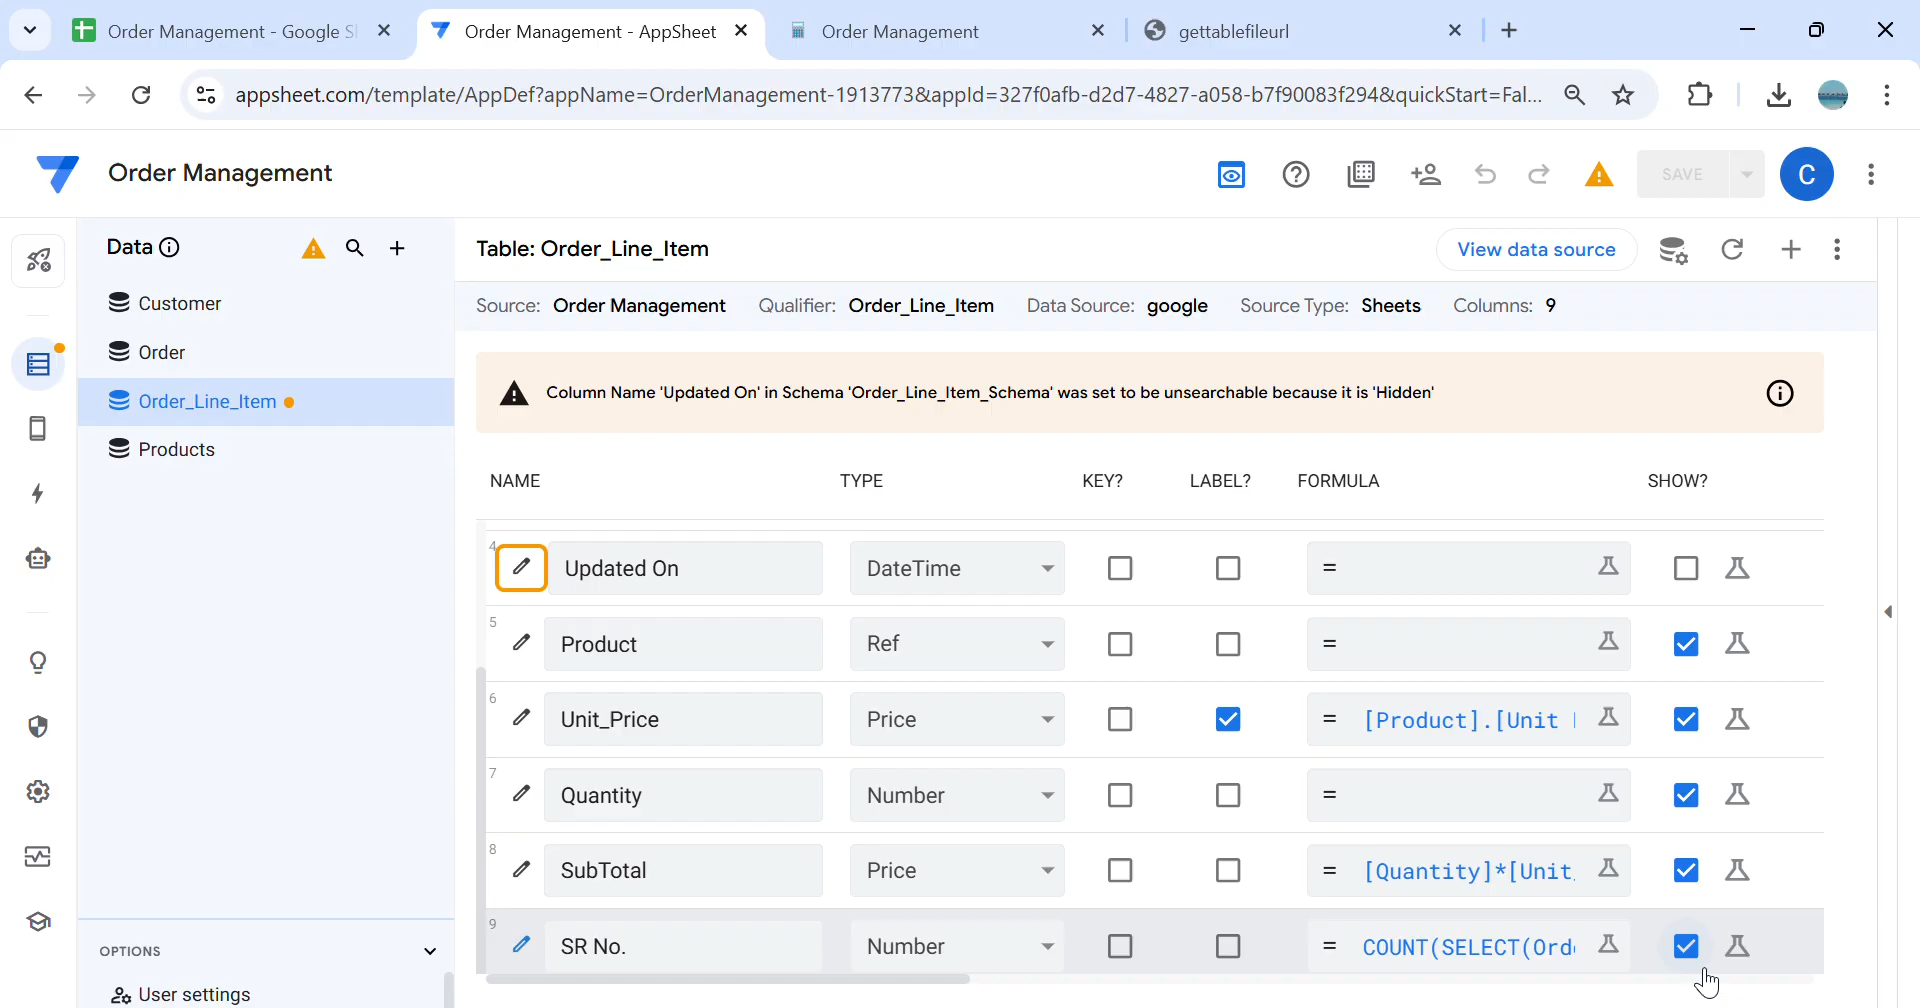 Order Management - Google S
Order Management - AppSheet
Order Management
gettablefileurl
appsheet.com/template/AppDef?appName=OrderManagement-1913773&appId=327f0afb-d2d7-4827-a058-b7f90083f294&quickStart=Fal...
Order Management
SAVE
C
Data
Customer
Order
Order_Line_Item
Products
OPTIONS
User settings
Table: Order_Line_Item
View data source
Source: Order Management Qualifier: Order_Line_Item Data Source: google Source Type: Sheets Columns: 9
Column Name 'Updated On' in Schema 'Order_Line_Item_Schema' was set to be unsearchable because it is 'Hidden'
NAME TYPE KEY? LABEL? FORMULA SHOW?
4 Updated On DateTime =
5 Product Ref =
6 Unit_Price Price = [Product].[Unit
7 Quantity Number =
8 SubTotal Price = [Quantity]*[Unit_
9 SR No. Number = COUNT(SELECT(Orde